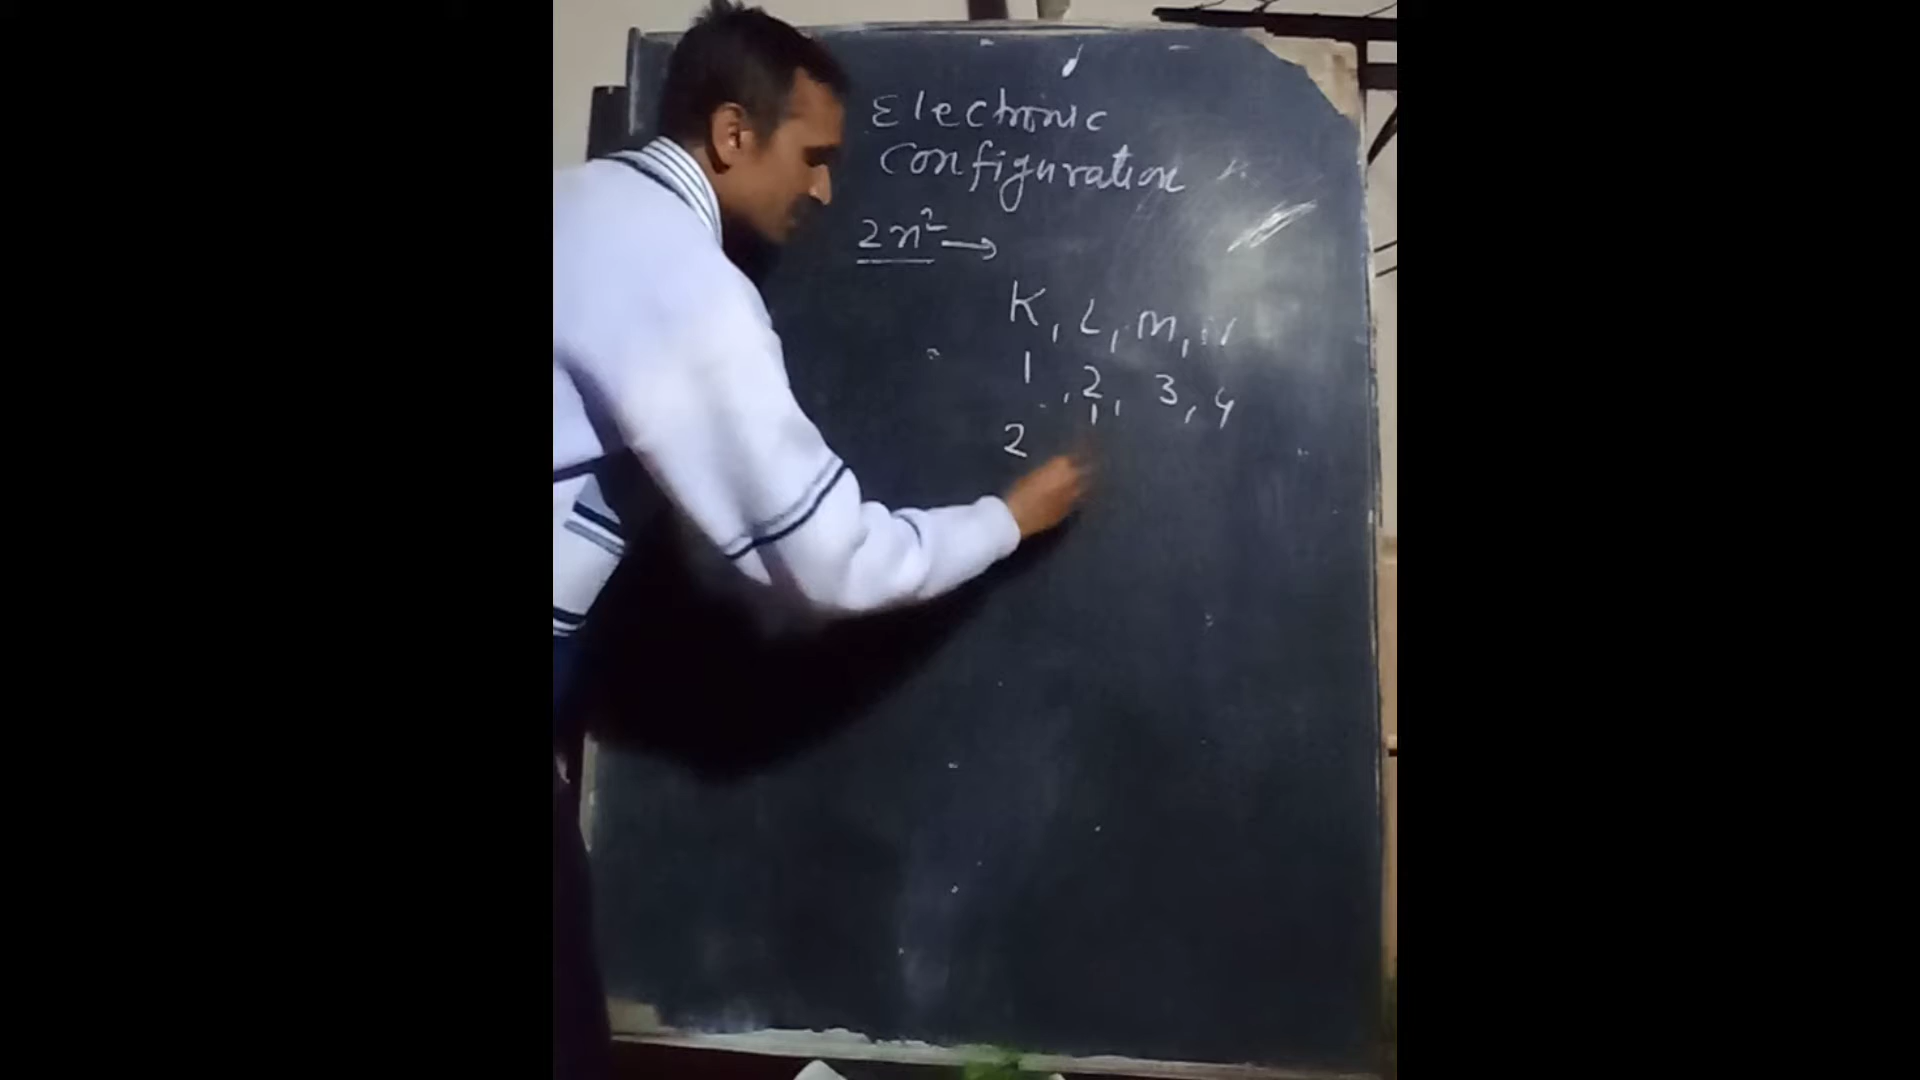 Electronic
Configuration
2n² →
K, L, M, N
1, 2, 3, 4
2